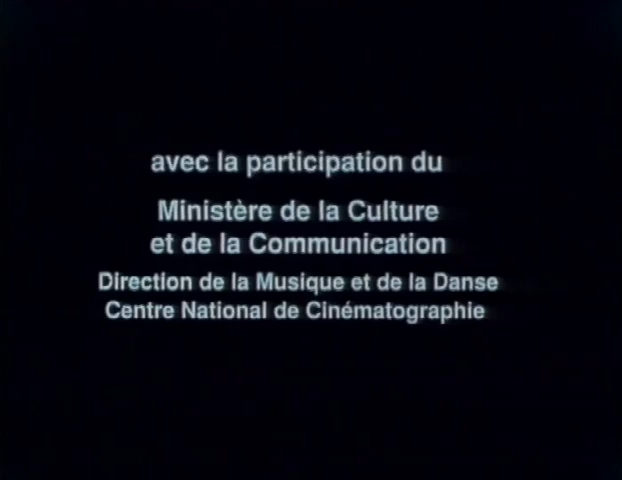 avec la participation du
Ministère de la Culture
et de la Communication
Direction de la Musique et de la Danse
Centre National de Cinématographie